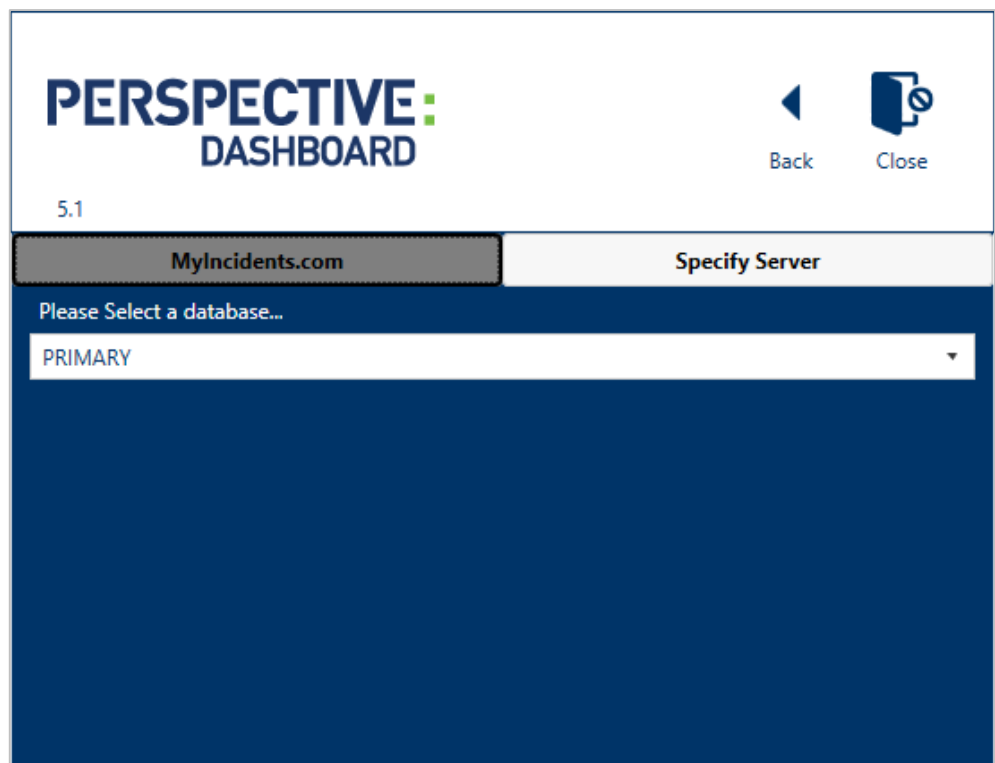 PERSPECTIVE:
DASHBOARD
Back
Close
5.1
MyIncidents.com
Specify Server
Please Select a database...
PRIMARY